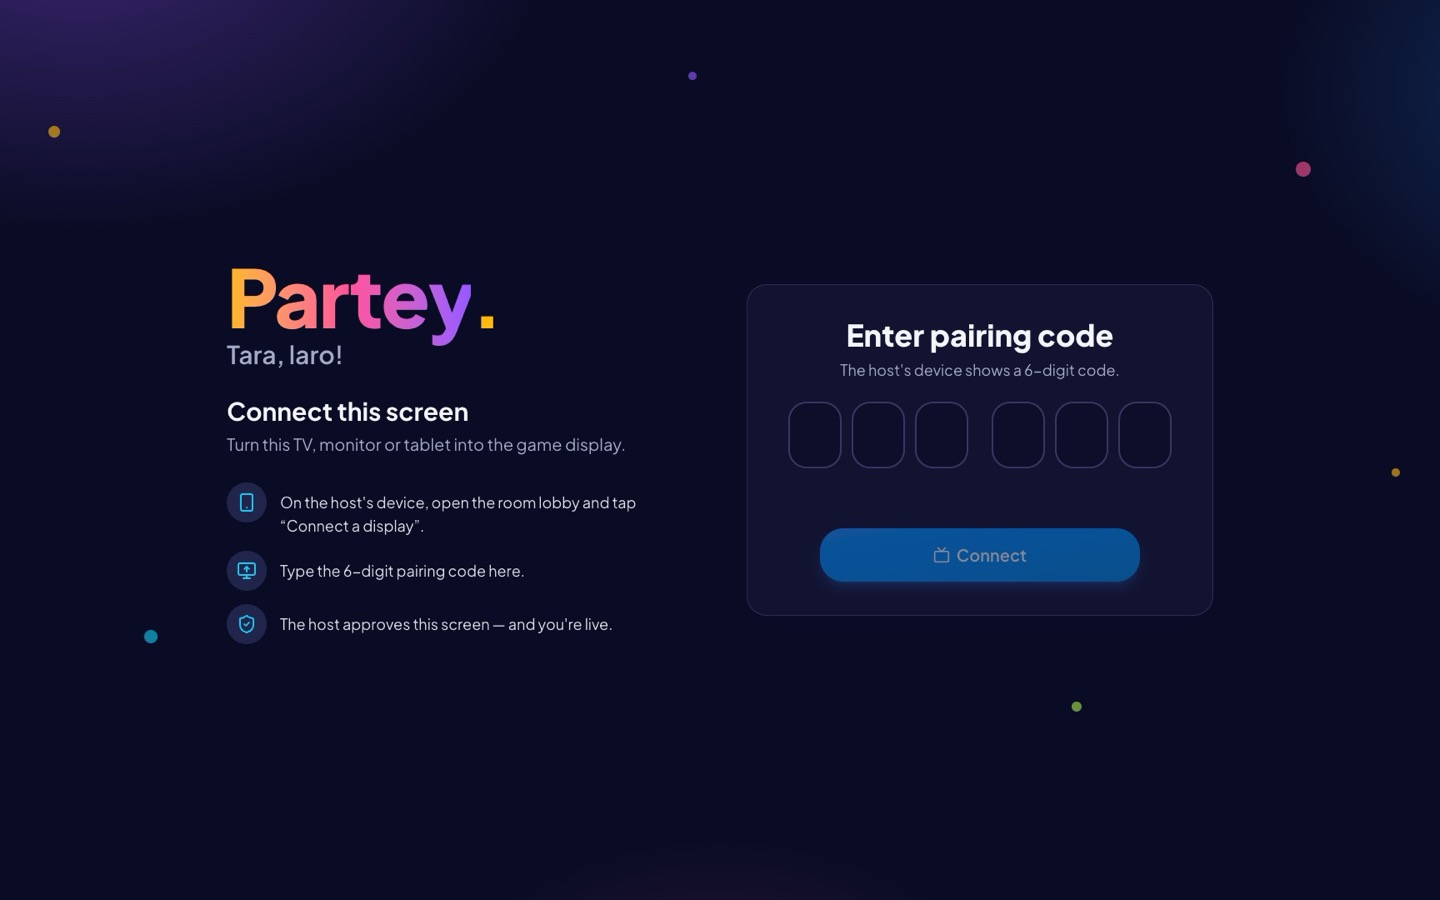 Partey.
Tara, laro!
Connect this screen
Turn this TV, monitor or tablet into the game display.
On the host's device, open the room lobby and tap
“Connect a display”.
Type the 6-digit pairing code here.
The host approves this screen — and you're live.
Enter pairing code
The host's device shows a 6-digit code.
Connect